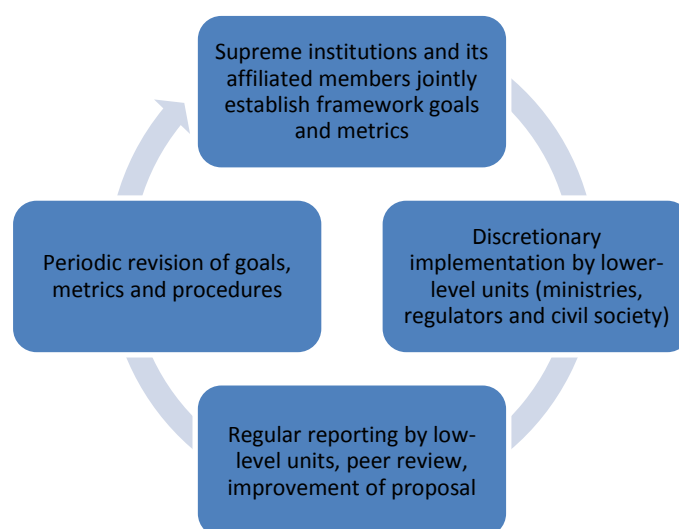 Supreme institutions and its
affiliated members jointly
establish framework goals
and metrics
Discretionary
implementation by lower-
level units (ministries,
regulators and civil society)
Regular reporting by low-
level units, peer review,
improvement of proposal
Periodic revision of goals,
metrics and procedures